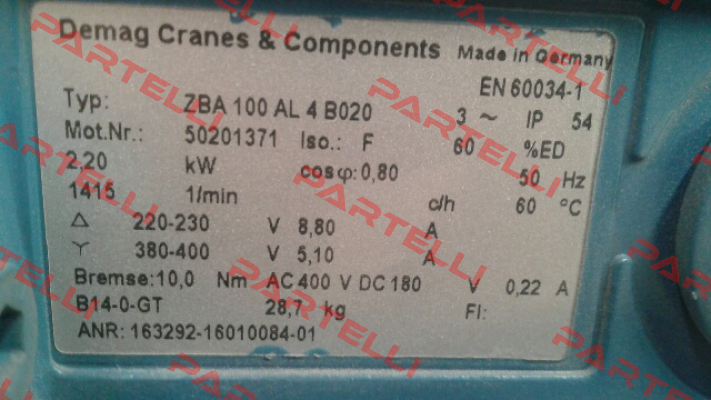 Demag Cranes & Components Made in Germany
EN 60034-1
Typ: ZBA 100 AL 4 B020 3 ~ IP 54
Mot.Nr.: 50201371 Iso.: F 60 %ED
2,20 kW cosφ:0,80 50 Hz
1415 1/min c/h 60 °C
△ 220-230 V 8,80 A
Y 380-400 V 5,10 A
Bremse:10,0 Nm AC 400 V DC 180 V 0,22 A
B14-0-GT 28,7 kg FI:
ANR: 163292-16010084-01
PARTELLI
PARTELLI
PARTELLI
PARTELLI
PARTELLI
PARTELLI